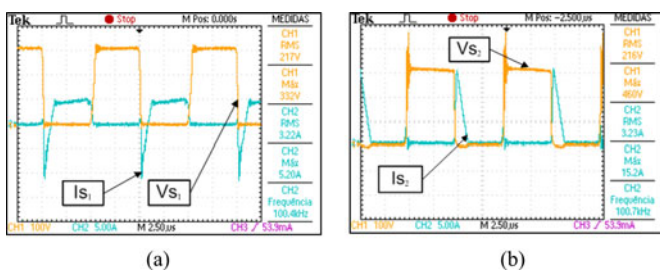 Tek Stop M Pos: 0.000s MEDIDAS
CH1
RMS
217V
CH1
Máx
332V
CH2
RMS
3.22A
CH2
Máx
5.20A
CH2
Frequência
100.4kHz
Is1
Vs1
CH1 100V CH2 5.00A M 2.50µs CH3 / 53.9mA
(a)
Tek Stop M Pos: -2.500µs MEDIDAS
CH1
RMS
216V
CH1
Máx
460V
CH2
RMS
3.23A
CH2
Máx
15.2A
CH2
Frequência
100.7kHz
Vs2
Is2
CH1 100V CH2 5.00A M 2.50µs CH3 / 53.9mA
(b)